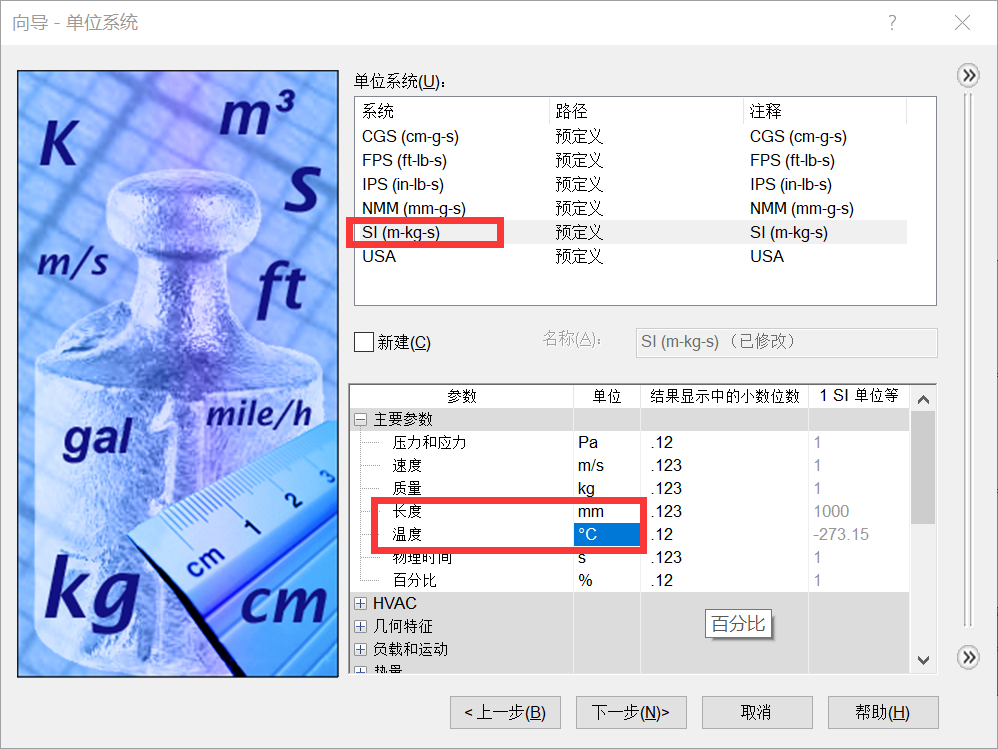 向导 - 单位系统
?
K
m³
s
m/s
ft
gal
mile/h
cm
1
2
3
kg
cm
单位系统(U):
系统 路径 注释
CGS (cm-g-s) 预定义 CGS (cm-g-s)
FPS (ft-lb-s) 预定义 FPS (ft-lb-s)
IPS (in-lb-s) 预定义 IPS (in-lb-s)
NMM (mm-g-s) 预定义 NMM (mm-g-s)
SI (m-kg-s) 预定义 SI (m-kg-s)
USA 预定义 USA
新建(C) 名称(A): SI (m-kg-s) （已修改）
参数 单位 结果显示中的小数位数 1 SI 单位等
主要参数
压力和应力 Pa .12 1
速度 m/s .123 1
质量 kg .123 1
长度 mm .123 1000
温度 °C .12 -273.15
物理时间 s .123 1
百分比 % .12 1
HVAC
几何特征
百分比
负载和运动
热量
< 上一步(B) 下一步(N)> 取消 帮助(H)